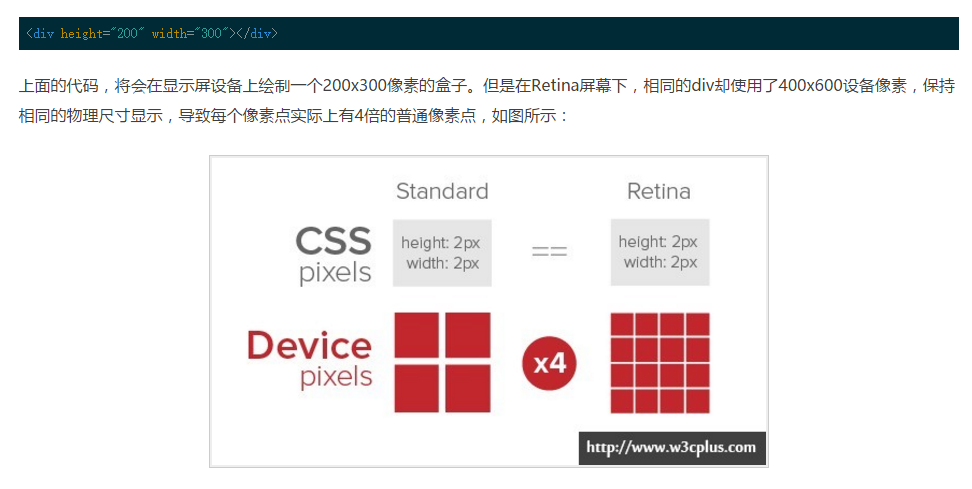 <div height="200" width="300"></div>
上面的代码，将会在显示屏设备上绘制一个200x300像素的盒子。但是在Retina屏幕下，相同的div却使用了400x600设备像素，保持
相同的物理尺寸显示，导致每个像素点实际上有4倍的普通像素点，如图所示：
Standard
Retina
CSS
pixels
height: 2px
width: 2px
==
height: 2px
width: 2px
Device
pixels
x4
http://www.w3cplus.com